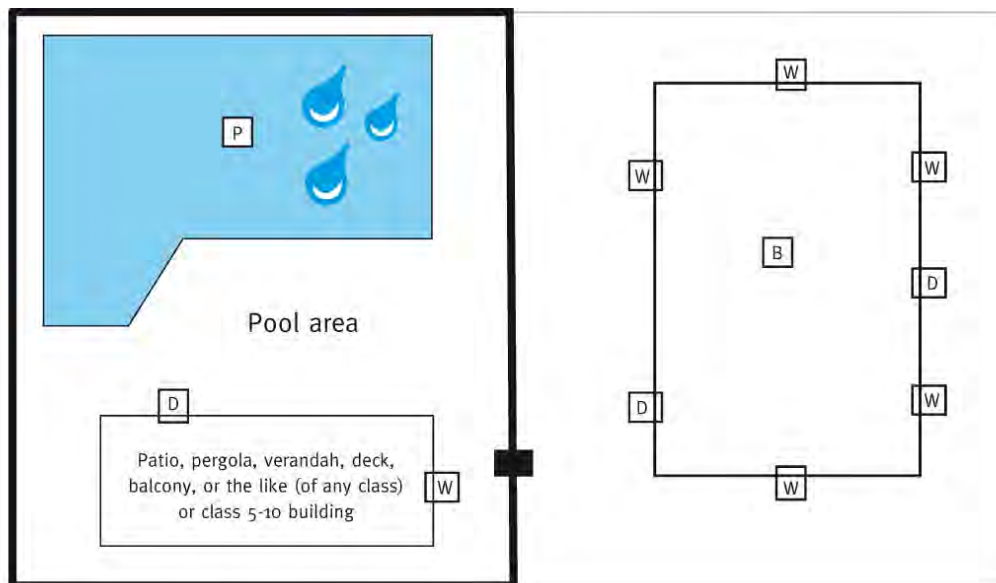 W
P
W
W
B
D
Pool area
D
D
W
Patio, pergola, verandah, deck,
balcony, or the like (of any class)
or class 5-10 building
W
W